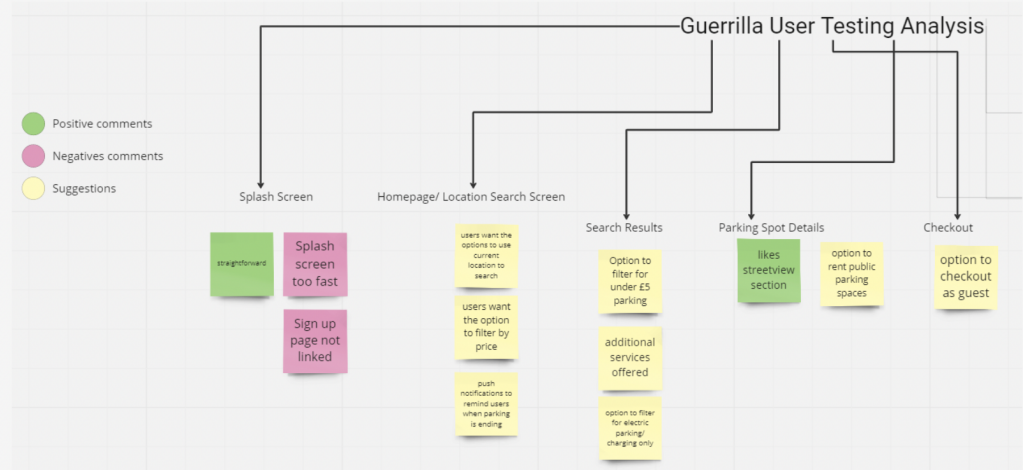 Guerrilla User Testing Analysis
Positive comments
Negatives comments
Suggestions
Splash Screen
straightforward
Splash
screen
too fast
Sign up
page not
linked
Homepage/ Location Search Screen
users want the
options to use
current
location to
search
users want
the option
to filter by
price
push
notifications to
remind users
when parking
is ending
Search Results
Option to
filter for
under £5
parking
additional
services
offered
option to filter
for electric
parking/
charging only
Parking Spot Details
likes
streetview
section
option to
rent public
parking
spaces
Checkout
option to
checkout
as guest